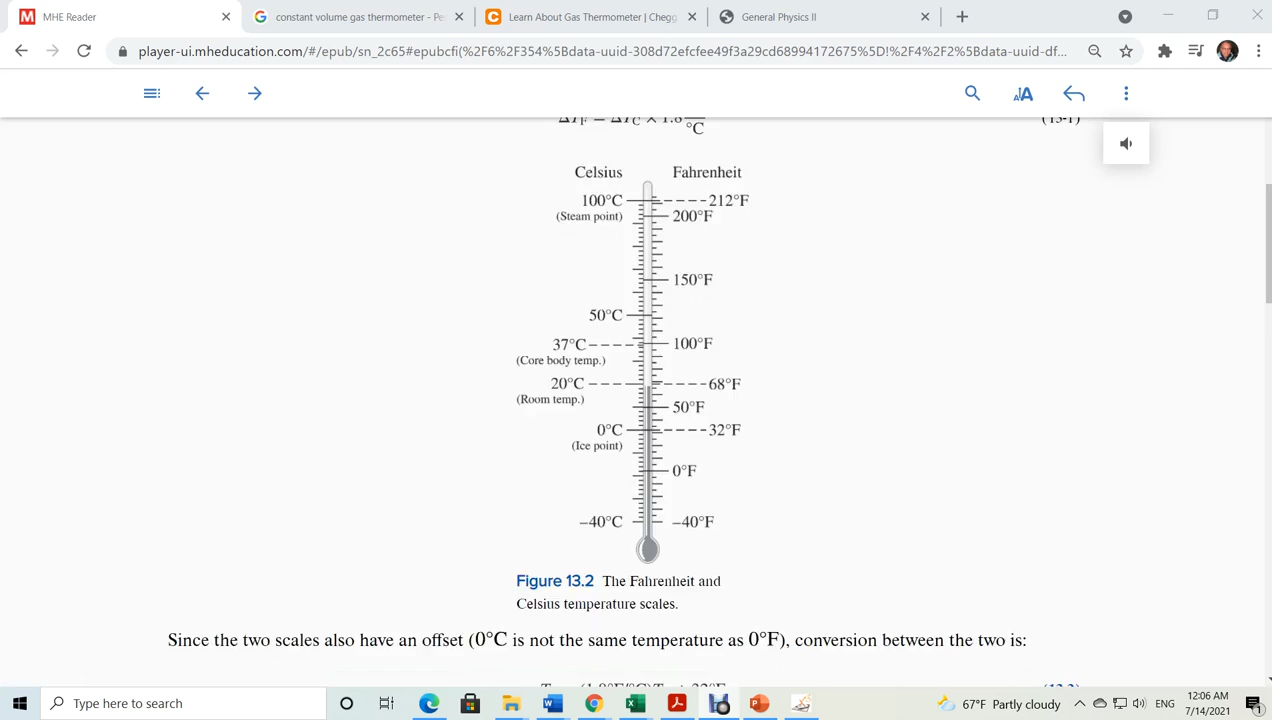 MHE Reader
constant volume gas thermometer - Pe
Learn About Gas Thermometer | Chegg
General Physics II
player-ui.mheducation.com/#/epub/sn_2c65#epubcfi(%2F6%2F354%5Bdata-uuid-308d72efcfee49f3a29cd68994172675%5D!%2F4%2F2%5Bdata-uuid-df...
°C
Celsius Fahrenheit
100°C 212°F
(Steam point) 200°F
150°F
50°C
37°C 100°F
(Core body temp.)
20°C 68°F
(Room temp.) 50°F
0°C 32°F
(Ice point)
0°F
–40°C –40°F
Figure 13.2 The Fahrenheit and
Celsius temperature scales.
Since the two scales also have an offset (0°C is not the same temperature as 0°F), conversion between the two is:
Type here to search
67°F Partly cloudy
ENG
12:06 AM
7/14/2021